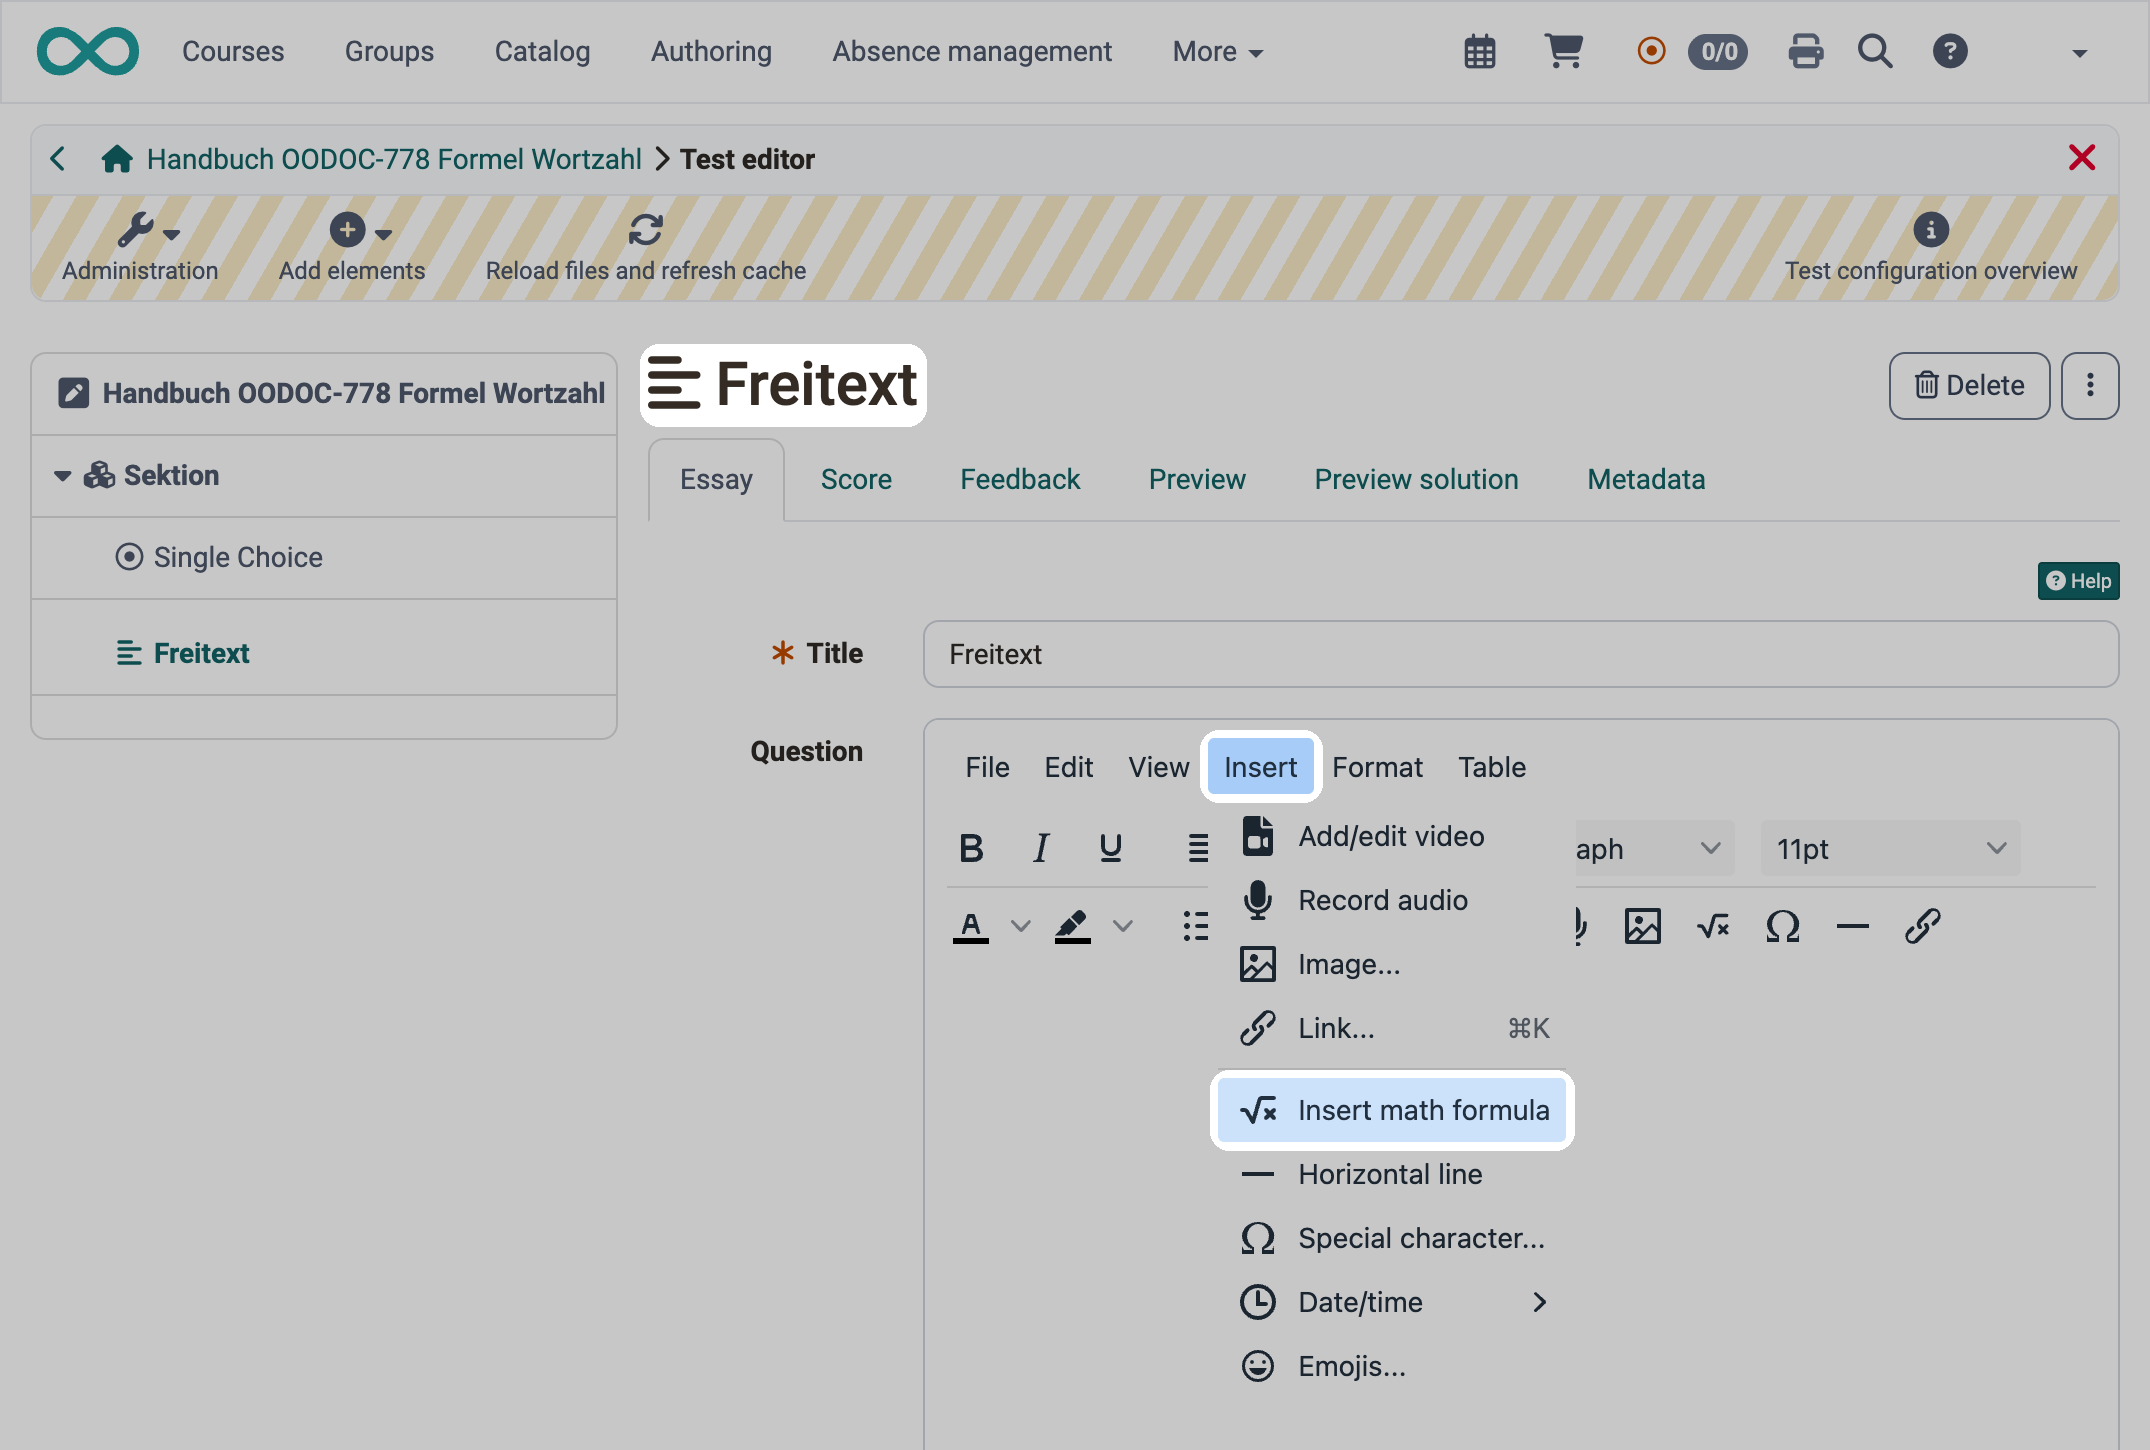 Courses Groups Catalog Authoring Absence management More 0/0
Handbuch OODOC-778 Formel Wortzahl Test editor
Administration Add elements Reload files and refresh cache Test configuration overview
Handbuch OODOC-778 Formel Wortzahl
Sektion
Single Choice
Freitext
Freitext
Delete
Essay Score Feedback Preview Preview solution Metadata
Help
Title Freitext
Question
File Edit View Insert Format Table
B I U aph 11pt
A
Add/edit video
Record audio
Image...
Link... ⌘K
Insert math formula
Horizontal line
Special character...
Date/time
Emojis...